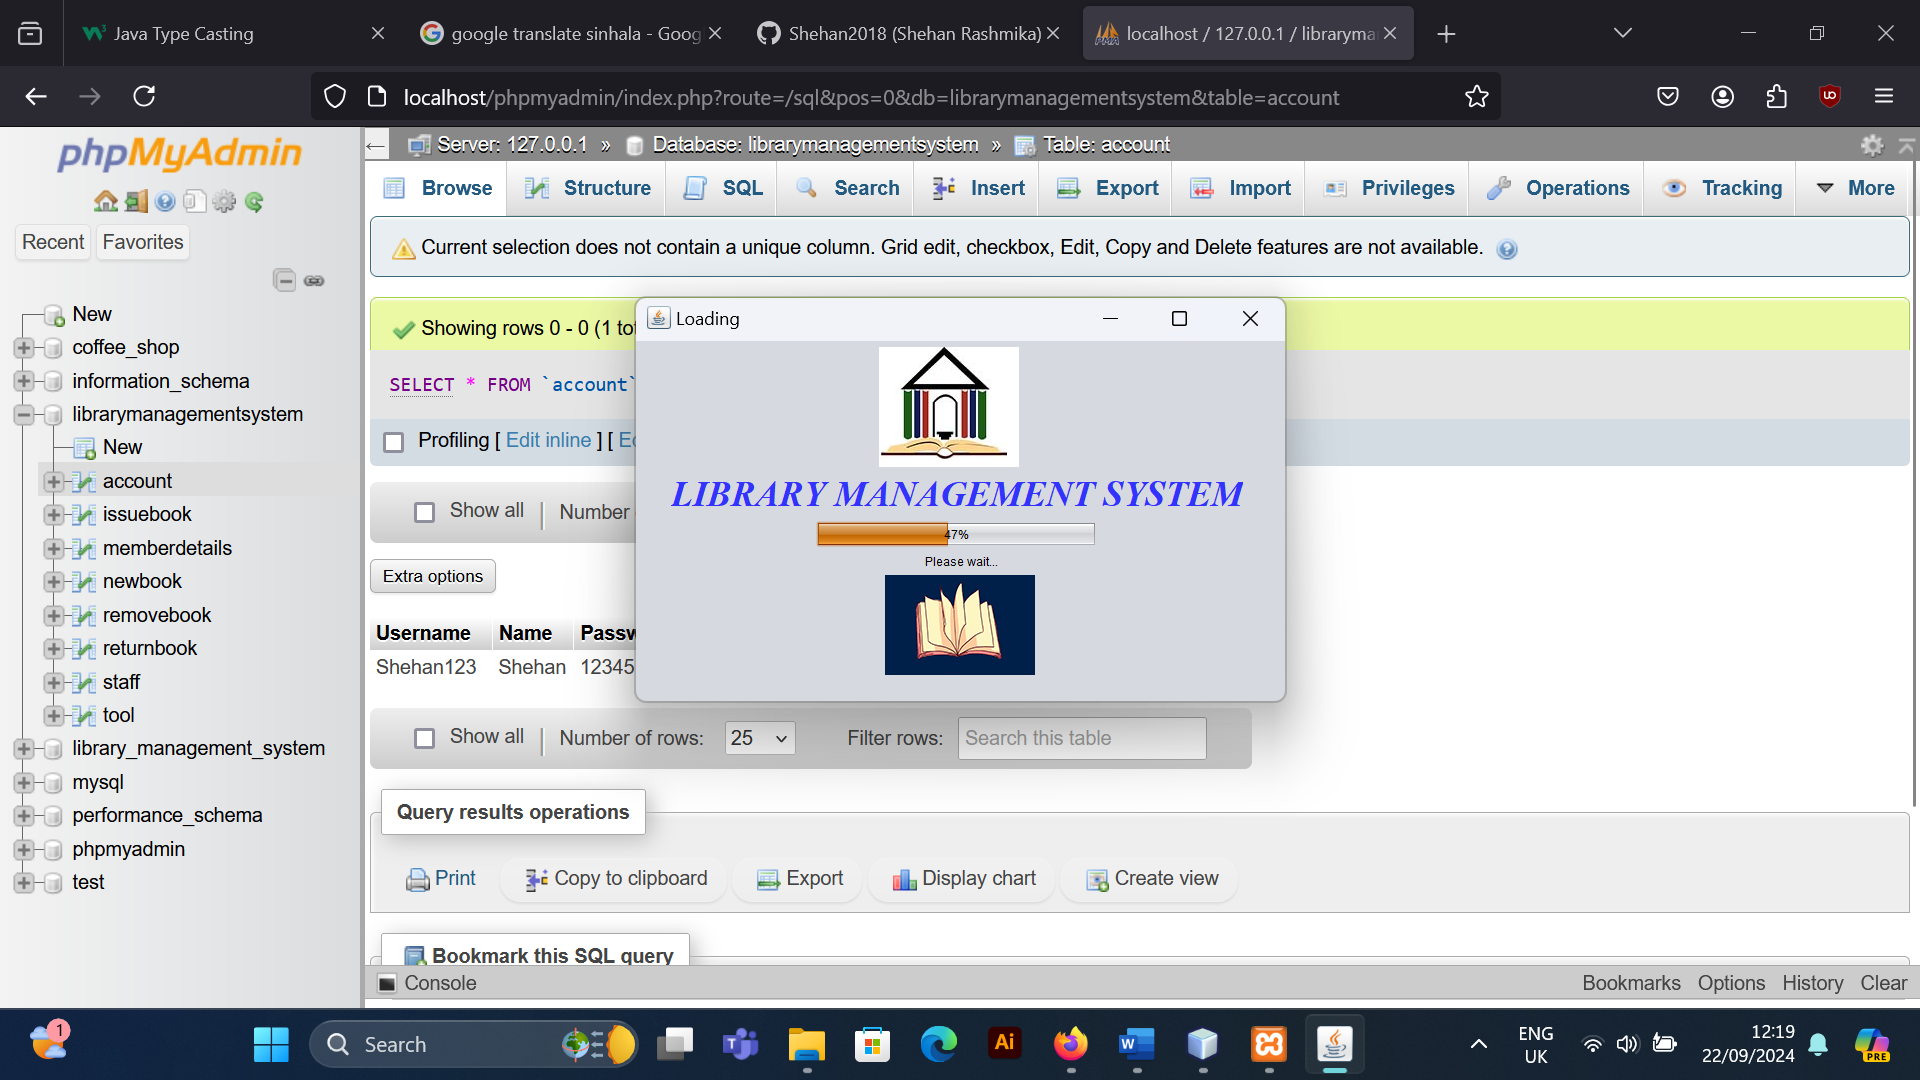 Java Type Casting
google translate sinhala - Goog
Shehan2018 (Shehan Rashmika)
localhost / 127.0.0.1 / libraryma
localhost/phpmyadmin/index.php?route=/sql&pos=0&db=librarymanagementsystem&table=account
phpMyAdmin
Recent
Favorites
New
coffee_shop
information_schema
librarymanagementsystem
New
account
issuebook
memberdetails
newbook
removebook
returnbook
staff
tool
library_management_system
mysql
performance_schema
phpmyadmin
test
Server: 127.0.0.1 » Database: librarymanagementsystem » Table: account
Browse
Structure
SQL
Search
Insert
Export
Import
Privileges
Operations
Tracking
More
Current selection does not contain a unique column. Grid edit, checkbox, Edit, Copy and Delete features are not available.
Showing rows 0 - 0 (1 to
SELECT * FROM `account`
Profiling [ Edit inline ] [
Show all
Number
Extra options
Username Name Passw
Shehan123 Shehan 12345
Loading
LIBRARY MANAGEMENT SYSTEM
47%
Please wait...
Show all
Number of rows: 25
Filter rows: Search this table
Query results operations
Print
Copy to clipboard
Export
Display chart
Create view
Bookmark this SQL query
Console
Bookmarks Options History Clear
1
Search
Ai
ENG
UK
12:19
22/09/2024
PRE